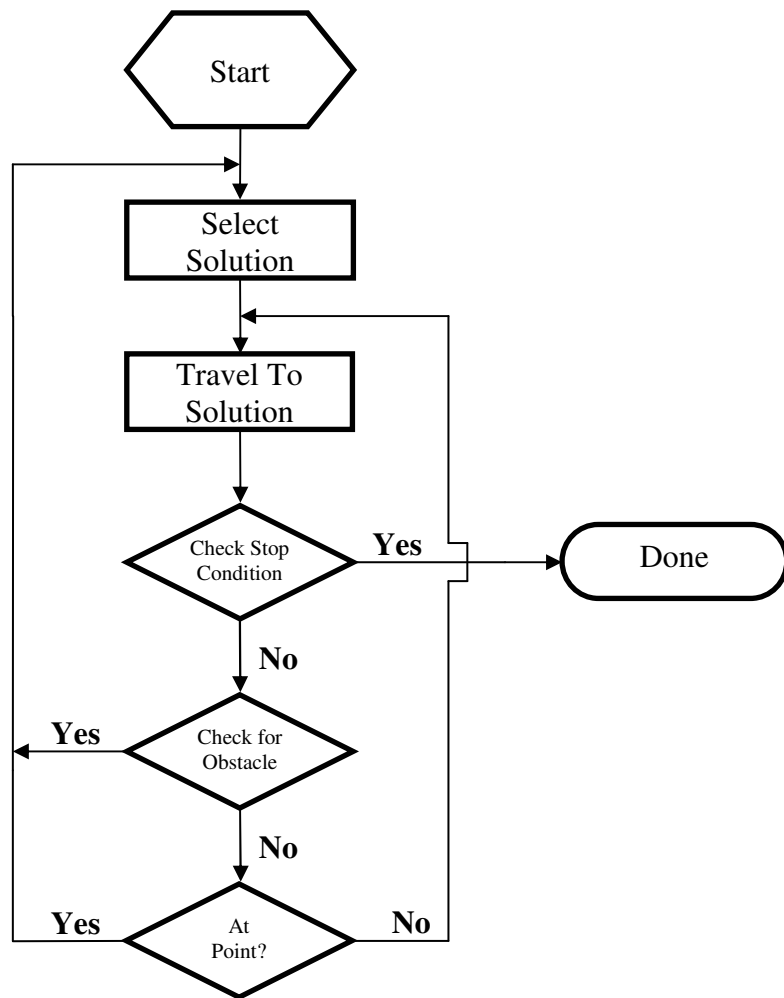 Start
Select
Solution
Travel To
Solution
Check Stop
Condition
Yes
Done
No
Yes
Check for
Obstacle
No
Yes
At
Point?
No